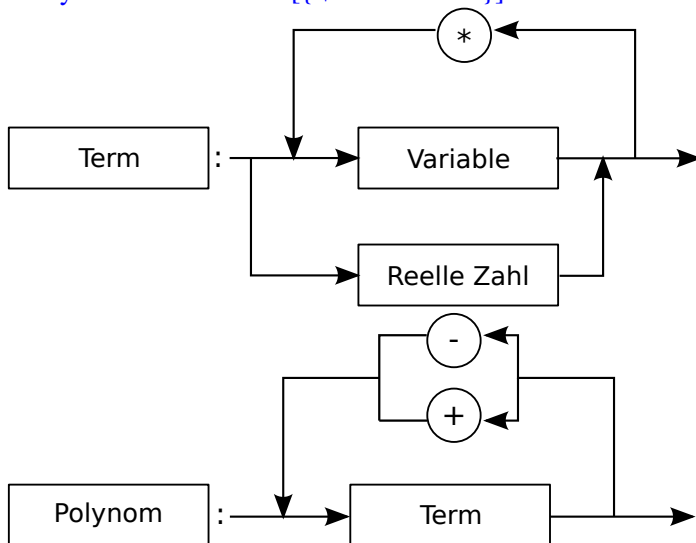 *
Term : Variable
Reelle Zahl
-
+
Polynom : Term